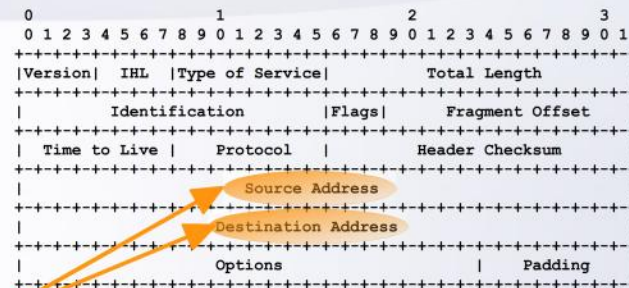 0                   1                   2                   3
0 1 2 3 4 5 6 7 8 9 0 1 2 3 4 5 6 7 8 9 0 1 2 3 4 5 6 7 8 9 0 1
+-+-+-+-+-+-+-+-+-+-+-+-+-+-+-+-+-+-+-+-+-+-+-+-+-+-+-+-+-+-+-+-
|Version|  IHL  |Type of Service|          Total Length
+-+-+-+-+-+-+-+-+-+-+-+-+-+-+-+-+-+-+-+-+-+-+-+-+-+-+-+-+-+-+-+-
|         Identification        |Flags|      Fragment Offset
+-+-+-+-+-+-+-+-+-+-+-+-+-+-+-+-+-+-+-+-+-+-+-+-+-+-+-+-+-+-+-+-
|  Time to Live |    Protocol   |         Header Checksum
+-+-+-+-+-+-+-+-+-+-+-+-+-+-+-+-+-+-+-+-+-+-+-+-+-+-+-+-+-+-+-+-
|                       Source Address
+-+-+-+-+-+-+-+-+-+-+-+-+-+-+-+-+-+-+-+-+-+-+-+-+-+-+-+-+-+-+-+-
|                    Destination Address
+-+-+-+-+-+-+-+-+-+-+-+-+-+-+-+-+-+-+-+-+-+-+-+-+-+-+-+-+-+-+-+-
|                    Options                    |    Padding
+-+-+-+-+-+-+-+-+-+-+-+-+-+-+-+-+-+-+-+-+-+-+-+-+-+-+-+-+-+-+-+-